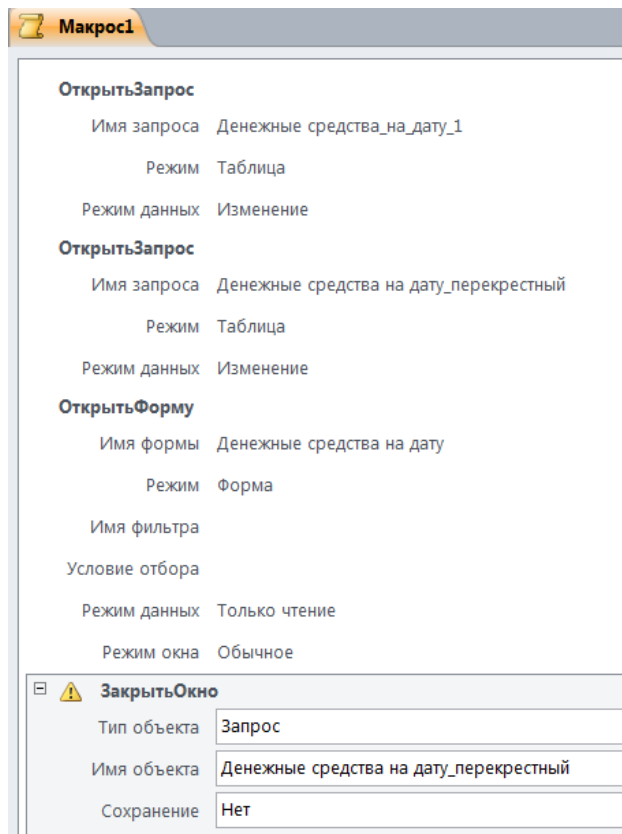 Макрос1
ОткрытьЗапрос
Имя запроса Денежные средства_на_дату_1
Режим Таблица
Режим данных Изменение
ОткрытьЗапрос
Имя запроса Денежные средства на дату_перекрестный
Режим Таблица
Режим данных Изменение
ОткрытьФорму
Имя формы Денежные средства на дату
Режим Форма
Имя фильтра
Условие отбора
Режим данных Только чтение
Режим окна Обычное
ЗакрытьОкно
Тип объекта Запрос
Имя объекта Денежные средства на дату_перекрестный
Сохранение Нет